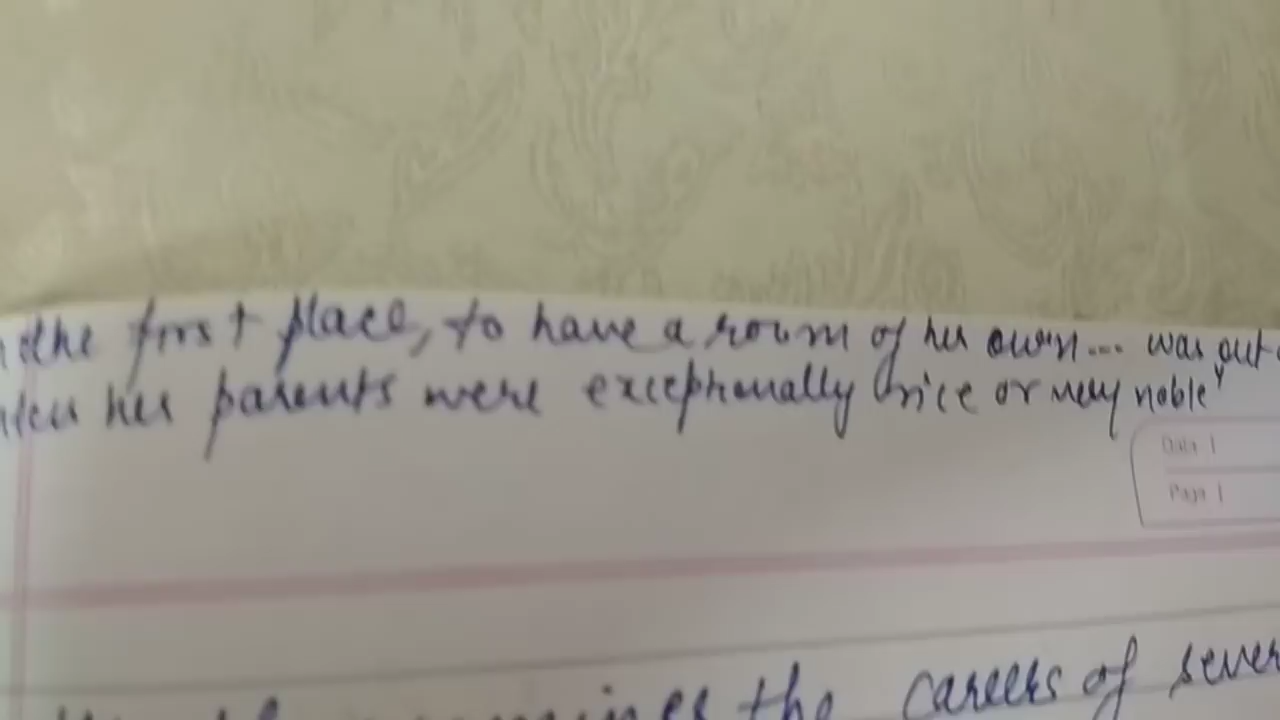 the first place, to have a room of her own... was out
her parents were exceptionally rice or very noble"
Date |
Page |
the careers of